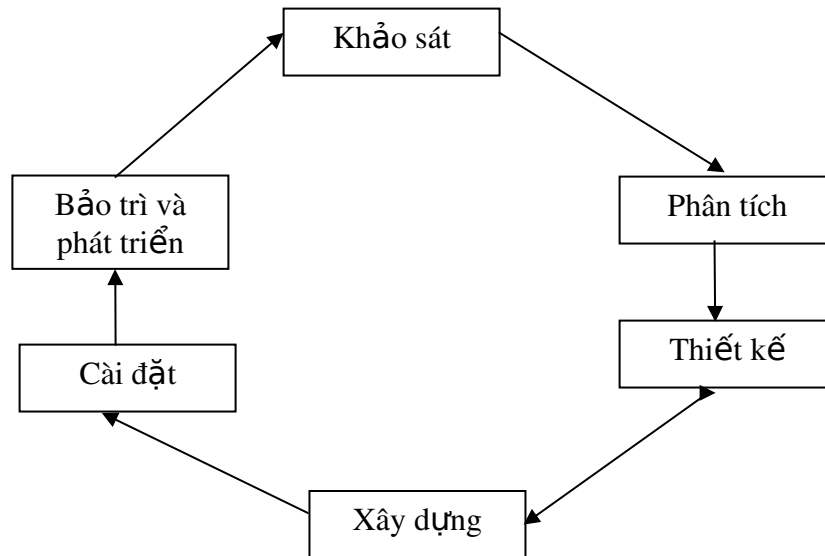 Khảo sát
Phân tích
Thiết kế
Xây dựng
Cài đặt
Bảo trì và
phát triển